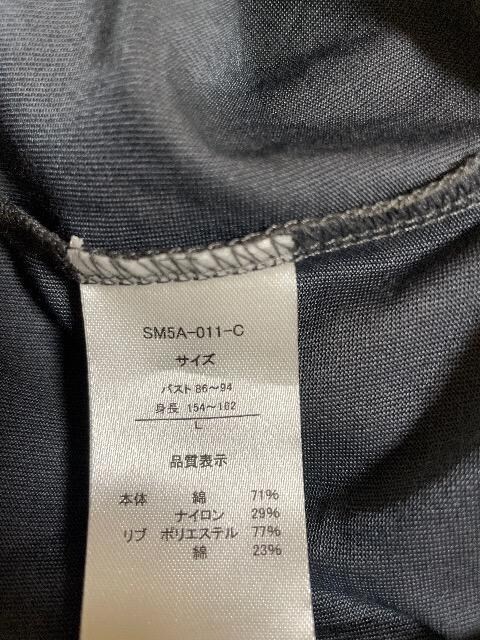 SM5A-011-C
サイズ
バスト 86〜94
身長 154〜162
L
品質表示
本体 綿 71%
ナイロン 29%
リブ ポリエステル 77%
綿 23%